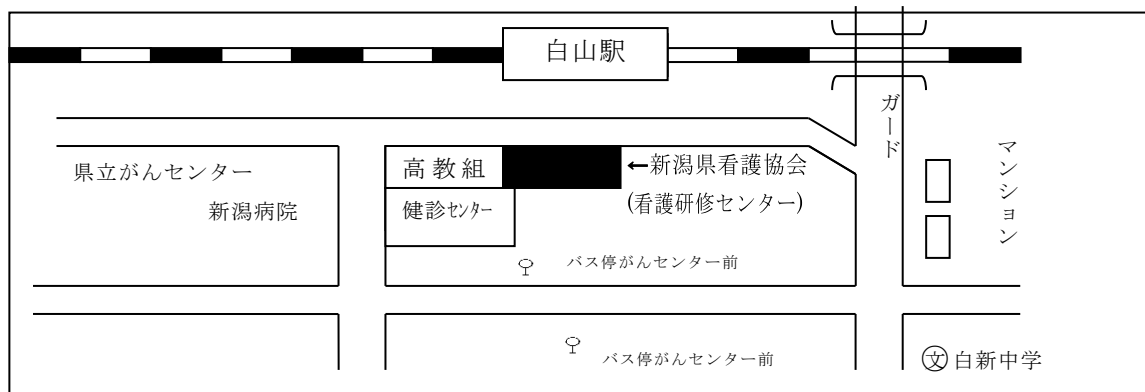 白山駅
ガード
マンション
県立がんセンター
新潟病院
高教組
←新潟県看護協会
(看護研修センター)
健診ｾﾝﾀｰ
バス停がんセンター前
バス停がんセンター前
文 白新中学